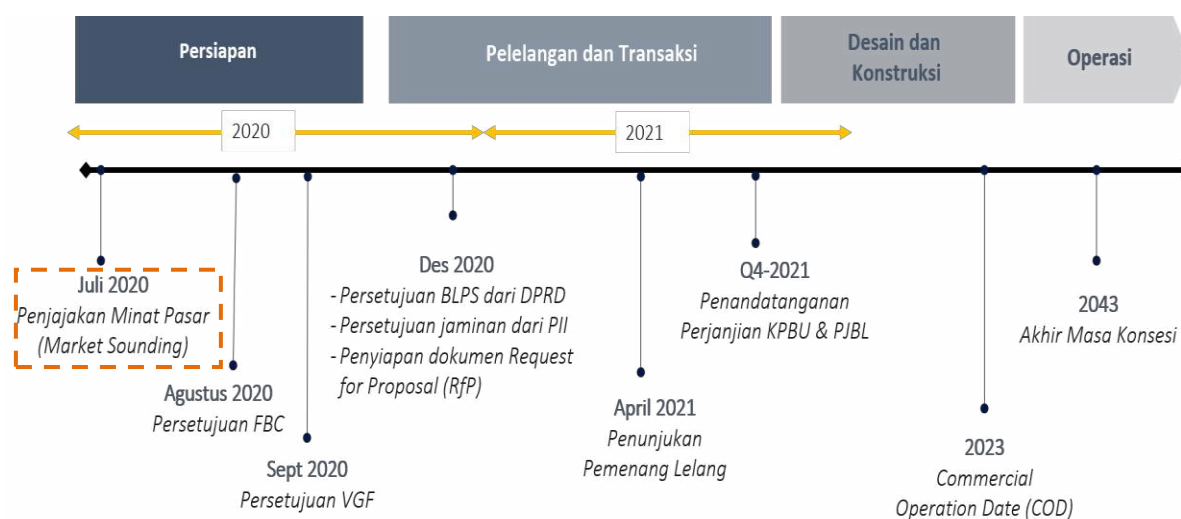 Persiapan
Pelelangan dan Transaksi
Desain dan
Konstruksi
Operasi
2020
2021
Juli 2020
Penjajakan Minat Pasar
(Market Sounding)
Agustus 2020
Persetujuan FBC
Sept 2020
Persetujuan VGF
Des 2020
- Persetujuan BLPS dari DPRD
- Persetujuan jaminan dari PII
- Penyiapan dokumen Request
for Proposal (RfP)
April 2021
Penunjukan
Pemenang Lelang
Q4-2021
Penandatanganan
Perjanjian KPBU & PJBL
2023
Commercial
Operation Date (COD)
2043
Akhir Masa Konsesi